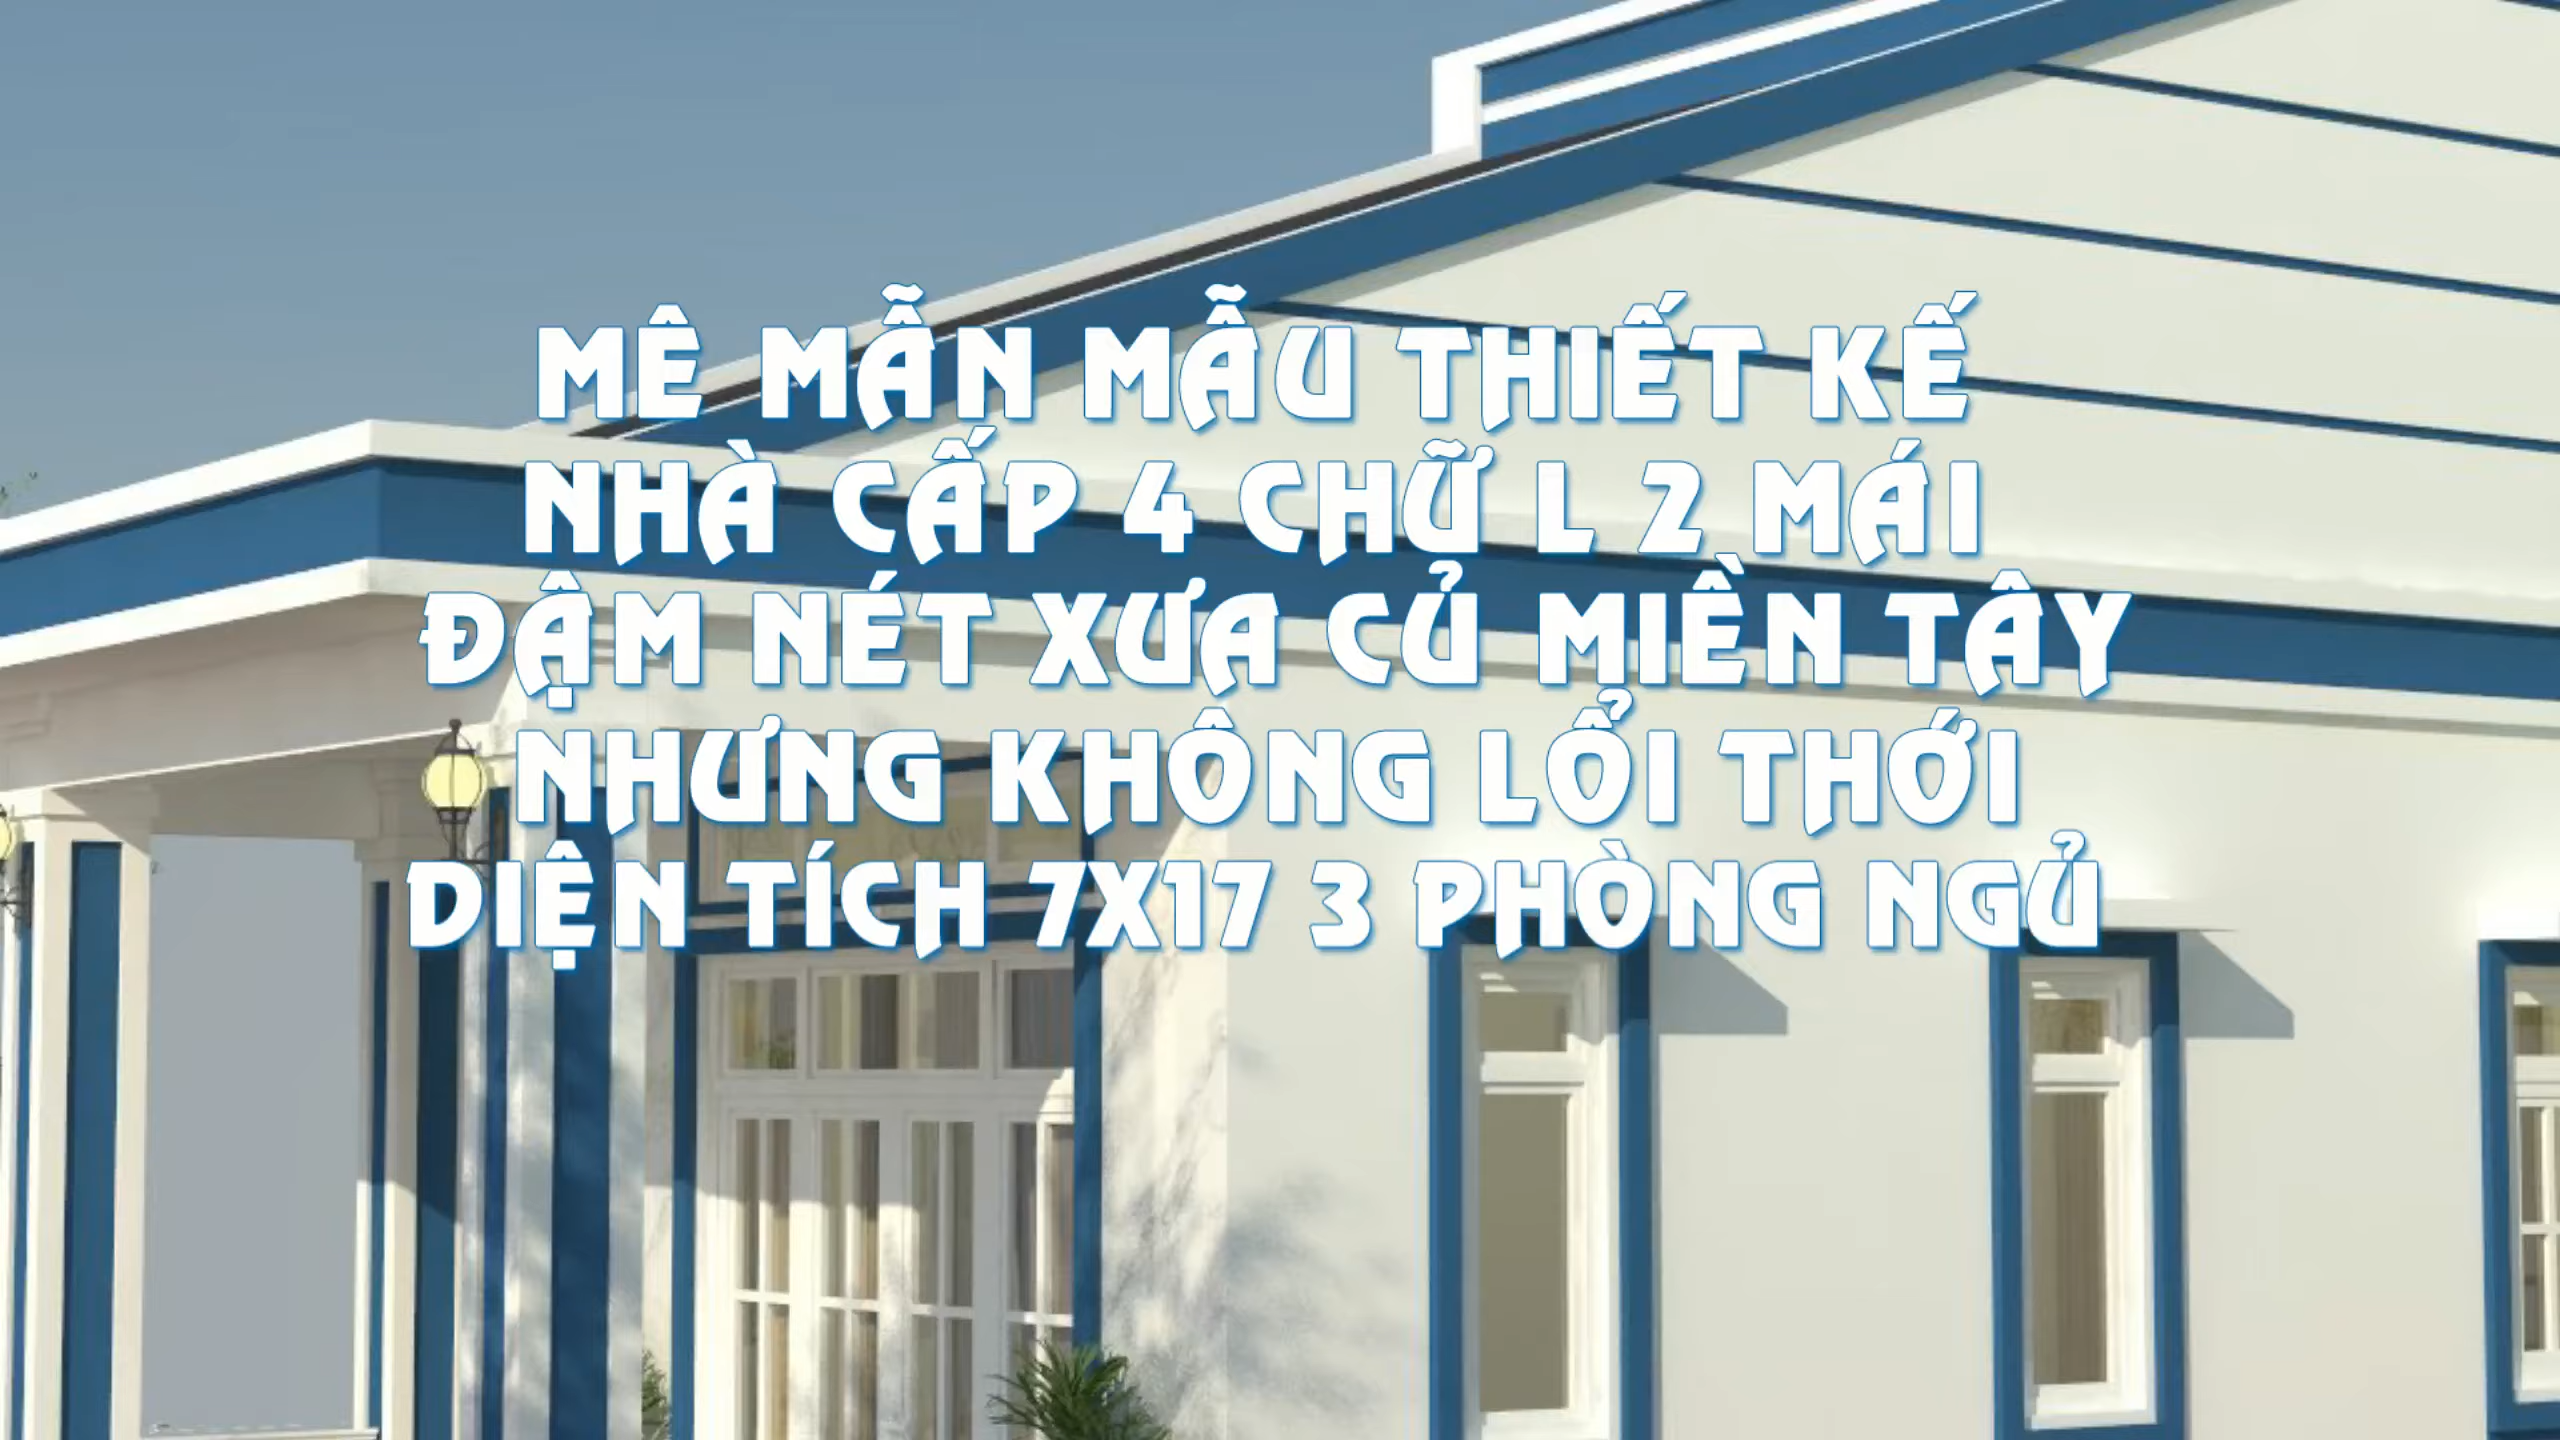 MÊ MẪN MẪU THIẾT KẾ
NHÀ CẤP 4 CHỮ L 2 MÁI
ĐẬM NÉT XƯA CỦ MIỀN TÂY
NHƯNG KHÔNG LỔI THỚI
DIỆN TÍCH 7X17 3 PHÒNG NGỦ